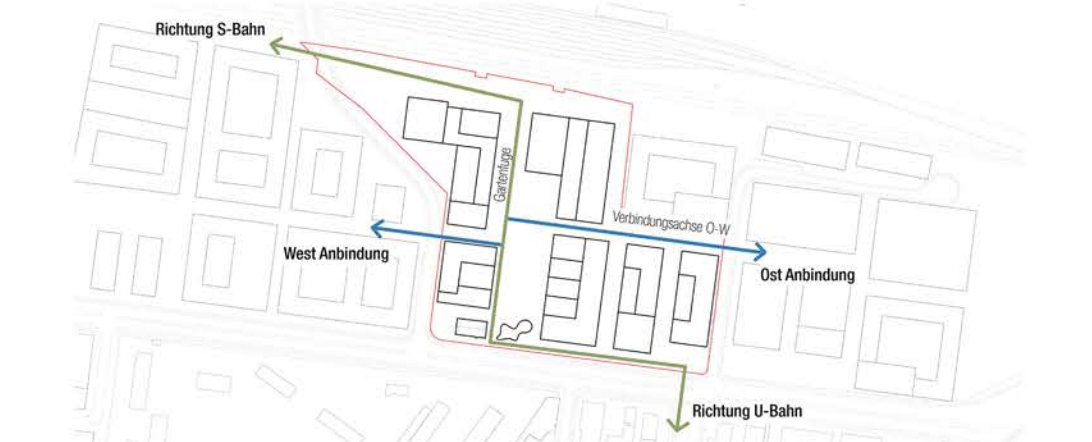 Richtung S-Bahn
Gartenfuge
Verbindungsachse O-W
West Anbindung
Ost Anbindung
Richtung U-Bahn